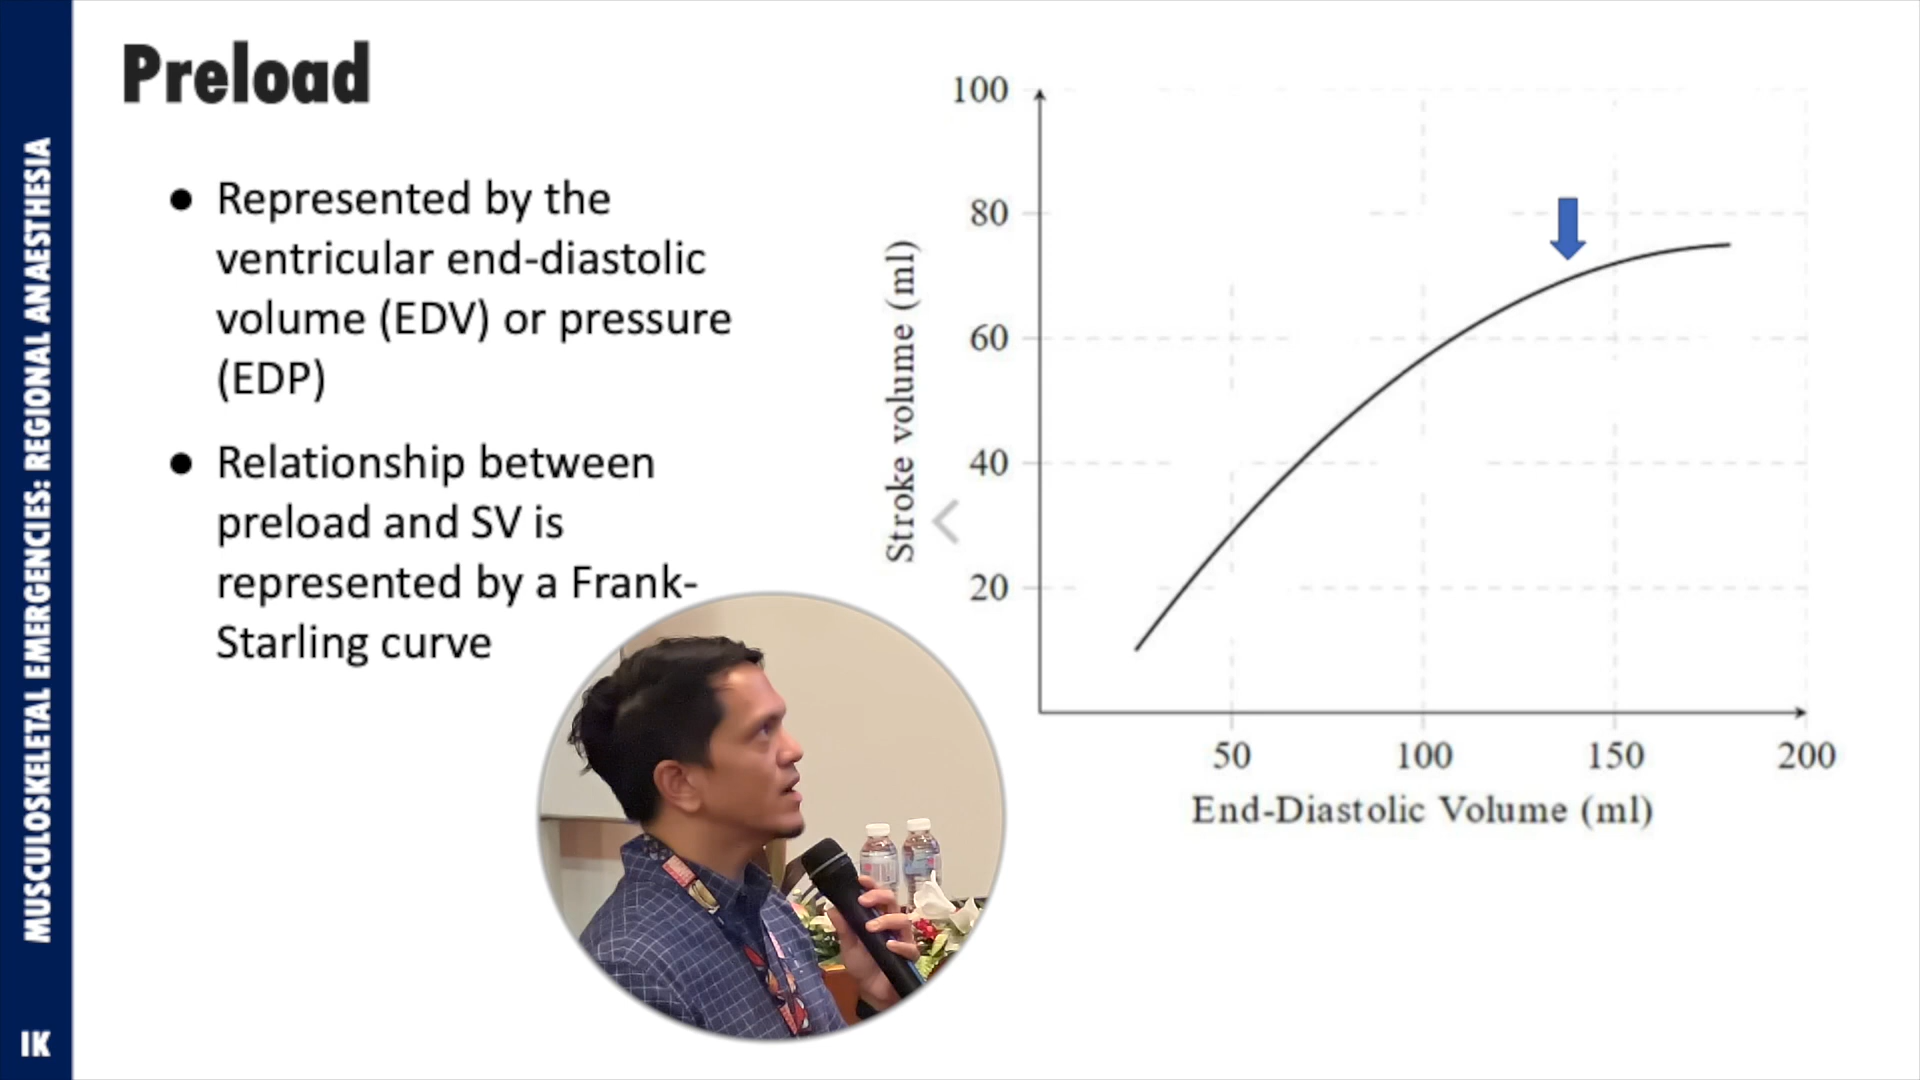 Preload
● Represented by the
ventricular end-diastolic
volume (EDV) or pressure
(EDP)
● Relationship between
preload and SV is
represented by a Frank-
Starling curve
MUSCULOSKELETAL EMERGENCIES: REGIONAL ANAESTHESIA
IK
Stroke volume (ml)
100
80
60
40
20
50 100 150 200
End-Diastolic Volume (ml)